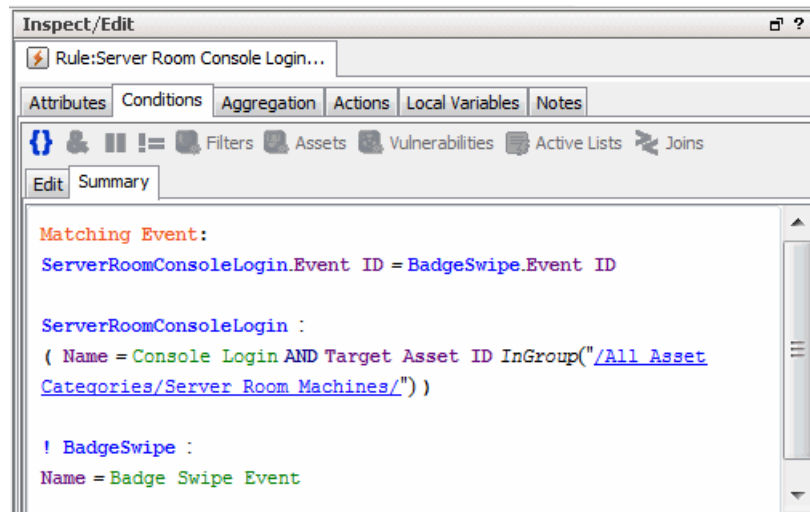 Inspect/Edit ?
Rule:Server Room Console Login...
Attributes Conditions Aggregation Actions Local Variables Notes
{} & != Filters Assets Vulnerabilities Active Lists Joins
Edit Summary
Matching Event:
ServerRoomConsoleLogin.Event ID = BadgeSwipe.Event ID
ServerRoomConsoleLogin :
( Name = Console Login AND Target Asset ID InGroup("/All Asset
Categories/Server Room Machines/") )
! BadgeSwipe :
Name = Badge Swipe Event